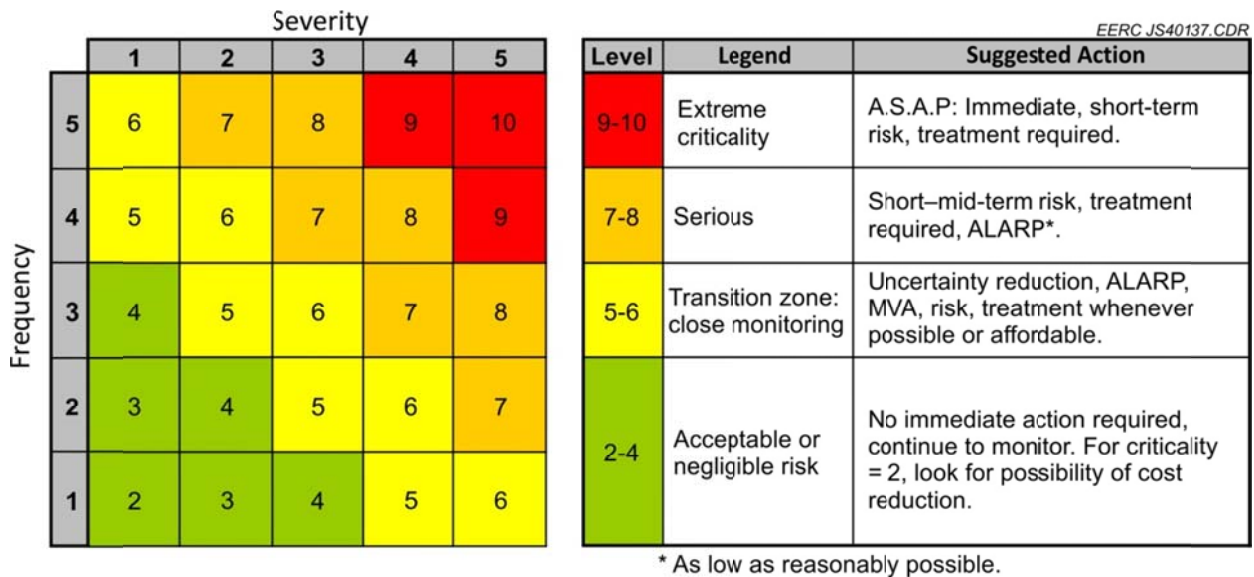 Severity
EERC JS40137.CDR
1 2 3 4 5
5 6 7 8 9 10
4 5 6 7 8 9
Frequency
3 4 5 6 7 8
2 3 4 5 6 7
1 2 3 4 5 6
Level Legend Suggested Action
9-10
Extreme
criticality
A.S.A.P: Immediate, short-term
risk, treatment required.
7-8
Serious
Short–mid-term risk, treatment
required, ALARP*.
5-6
Transition zone:
close monitoring
Uncertainty reduction, ALARP,
MVA, risk, treatment whenever
possible or affordable.
2-4
Acceptable or
negligible risk
No immediate action required,
continue to monitor. For criticality
= 2, look for possibility of cost
reduction.
* As low as reasonably possible.